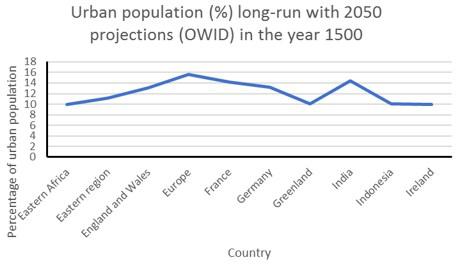 Urban population (%) long-run with 2050
projections (OWID) in the year 1500
Percentage of urban population
18
16
14
12
10
8
6
4
2
0
Eastern Africa
Eastern region
England and Wales
Europe
France
Germany
Greenland
India
Indonesia
Ireland
Country